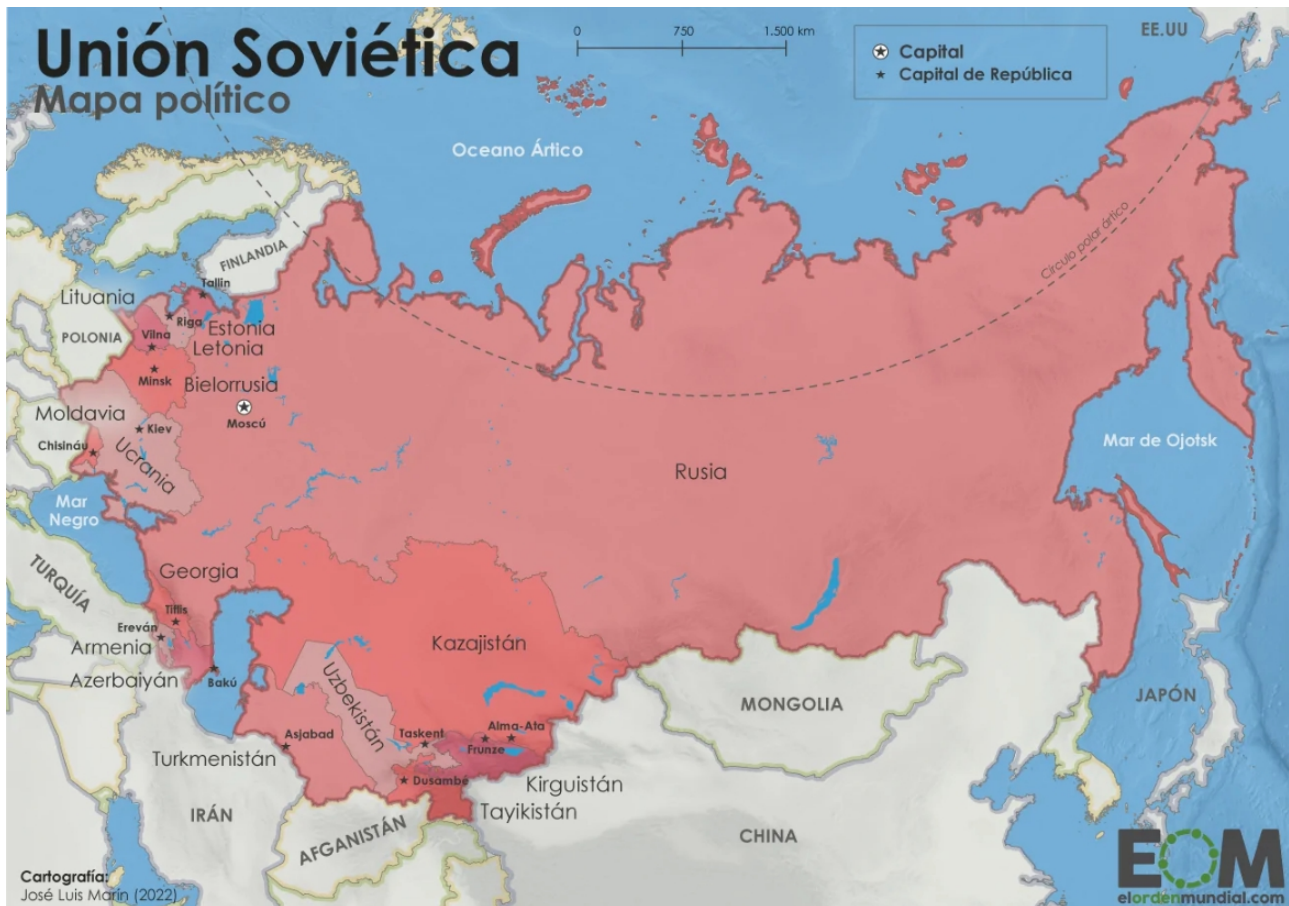 Unión Soviética
Mapa político
0 750 1.500 km
Capital
Capital de República
EE.UU
Oceano Ártico
Círculo polar ártico
FINLANDIA
Tallin
Lituania
Riga
Estonia
POLONIA
Vilna
Letonia
Minsk
Bielorrusia
Moldavia
Moscú
Kiev
Chisináu
Ucrania
Mar de Ojotsk
Rusia
Mar
Negro
TURQUÍA
Georgia
Tiflis
Ereván
Armenia
Kazajistán
Azerbaiyán
Bakú
Uzbekistán
MONGOLIA
JAPÓN
Asjabad
Taskent
Alma-Ata
Frunze
Turkmenistán
Dusambé
Kirguistán
Tayikistán
IRÁN
AFGANISTÁN
CHINA
Cartografía:
José Luis Marín (2022)
EOM
elordenmundial.com